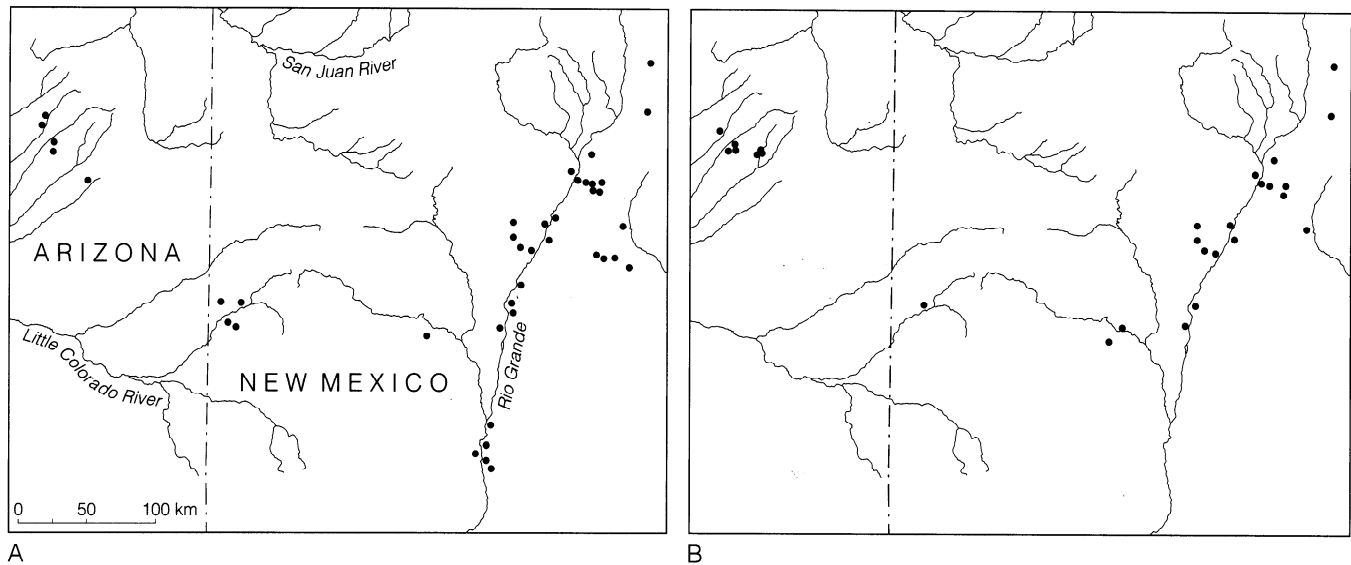 San Juan River
ARIZONA
Little Colorado River
NEW MEXICO
Rio Grande
0 50 100 km
A
B